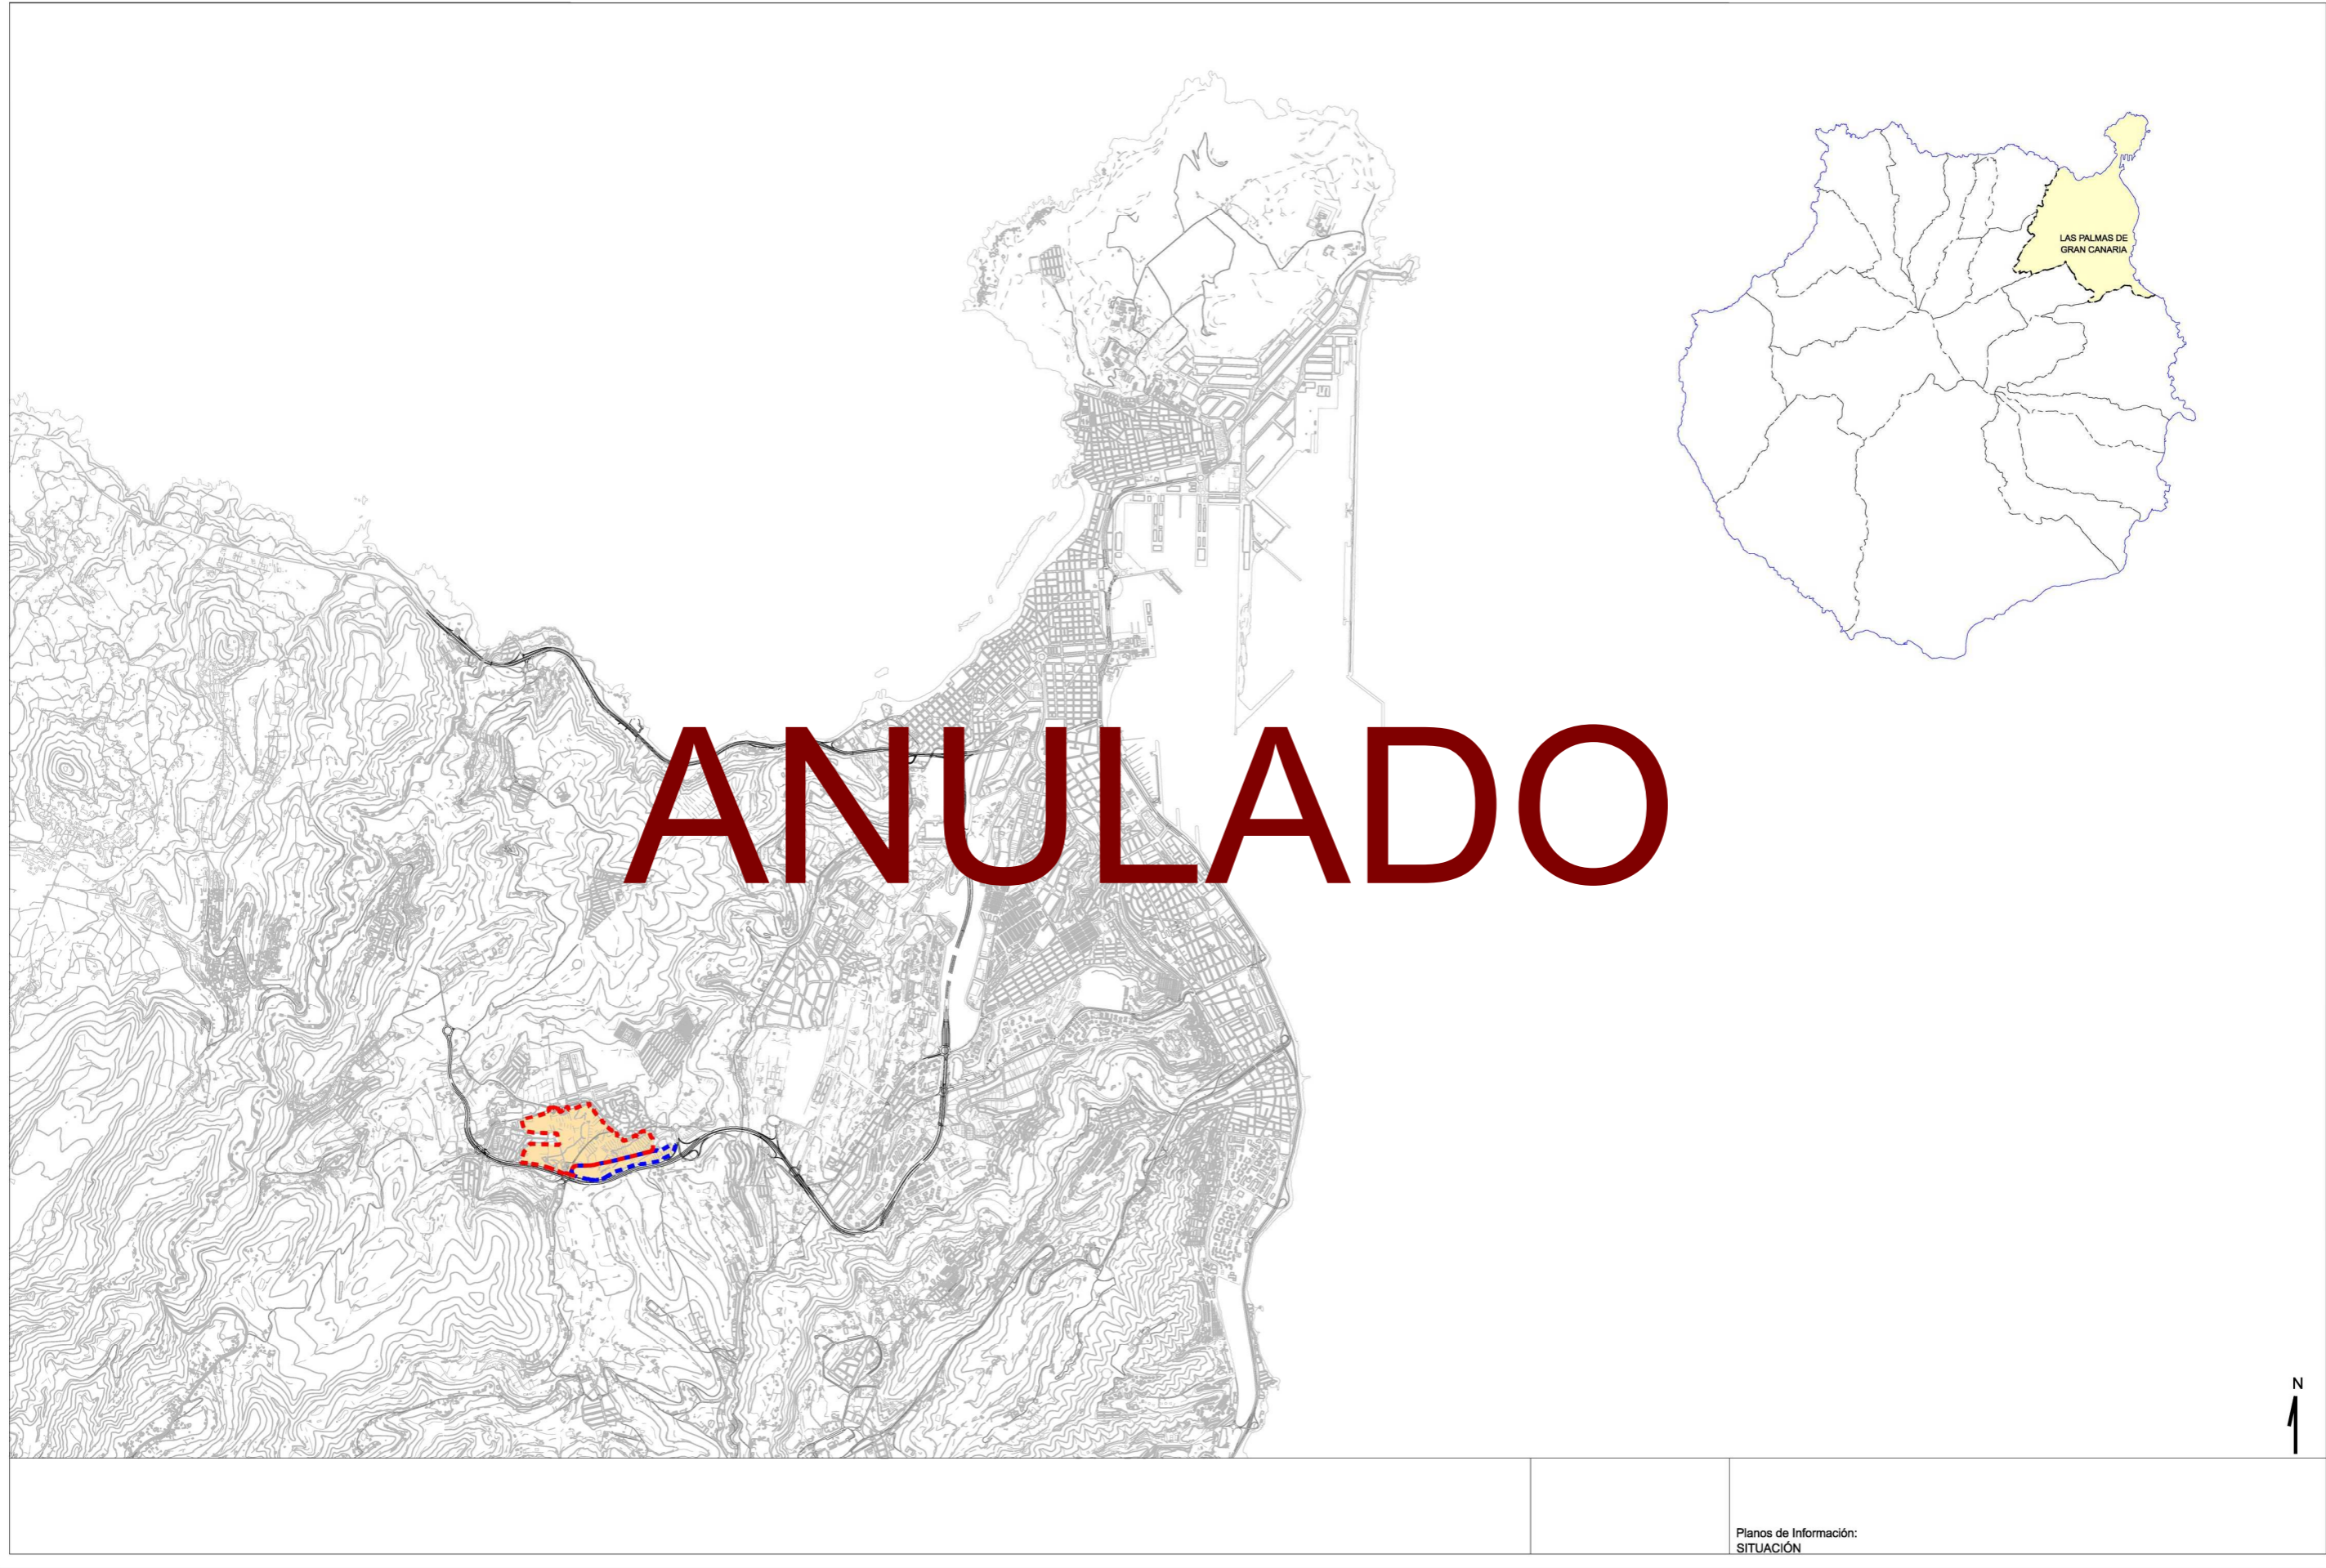 LAS PALMAS DE
GRAN CANARIA
ANULADO
N
Planos de Información:
SITUACIÓN